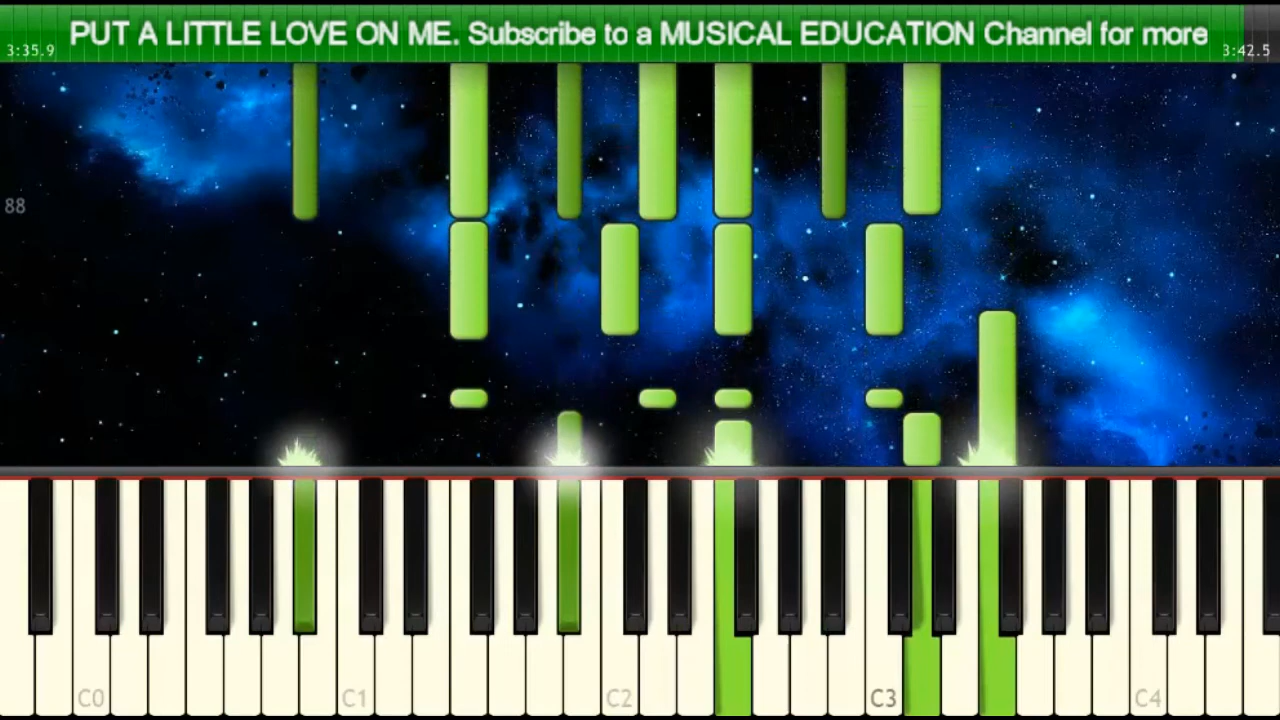 PUT A LITTLE LOVE ON ME. Subscribe to a MUSICAL EDUCATION Channel for more
3:35.9
3:42.5
88
C0 C1 C2 C3 C4